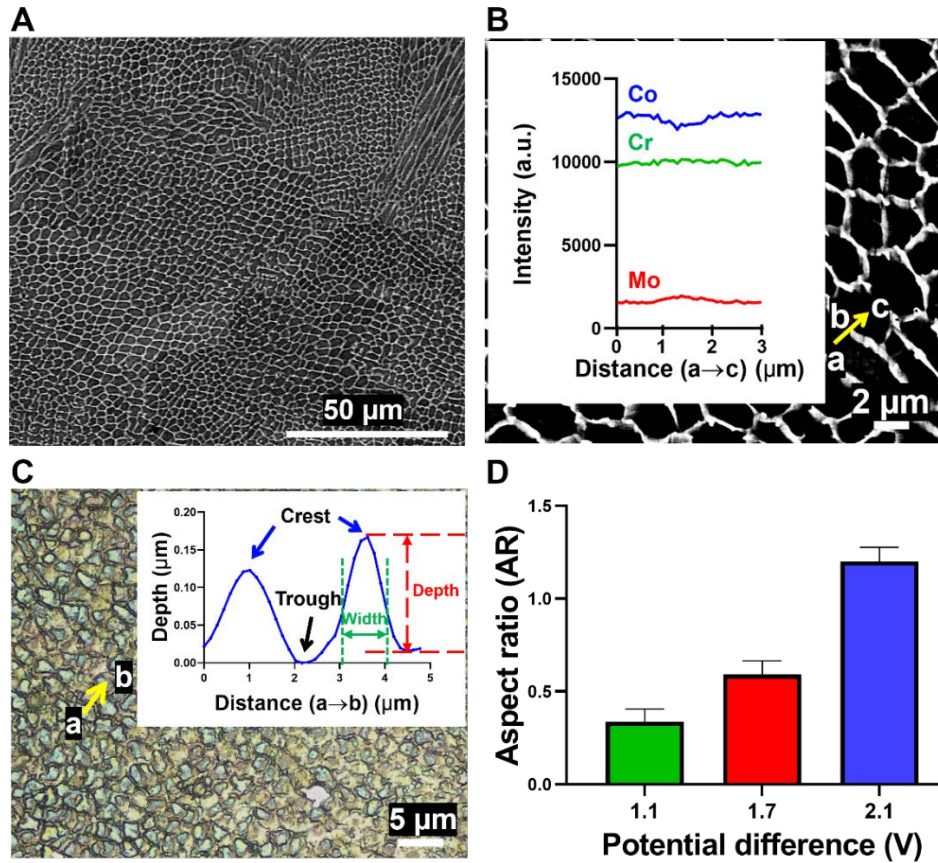 A
50 µm
B
15000
10000
5000
0
Intensity (a.u.)
Co
Cr
Mo
0 1 2 3
Distance (a→c) (µm)
b c
a
2 µm
C
0.20
0.15
0.10
0.05
0.00
Depth (µm)
Crest
Trough
Width
Depth
0 1 2 3 4 5
Distance (a→b) (µm)
b
a
5 µm
D
1.5
1.0
0.5
0.0
Aspect ratio (AR)
1.1 1.7 2.1
Potential difference (V)